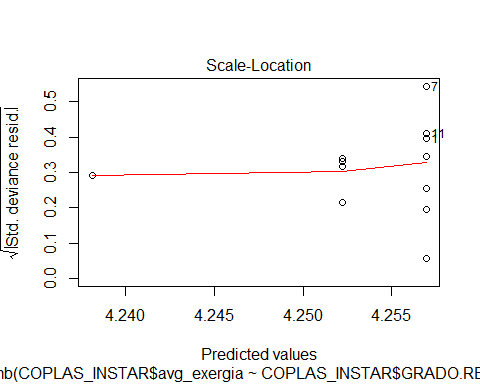 Scale-Location
√|Std. deviance resid.|
0.0 0.1 0.2 0.3 0.4 0.5
7
11
1
4.240 4.245 4.250 4.255
Predicted values
nb(COPLAS_INSTAR$avg_exergia ~ COPLAS_INSTAR$GRADO.RE